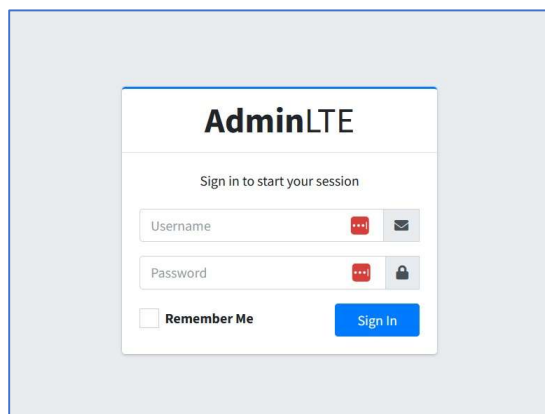 AdminLTE
Sign in to start your session
Username
Password
Remember Me
Sign In